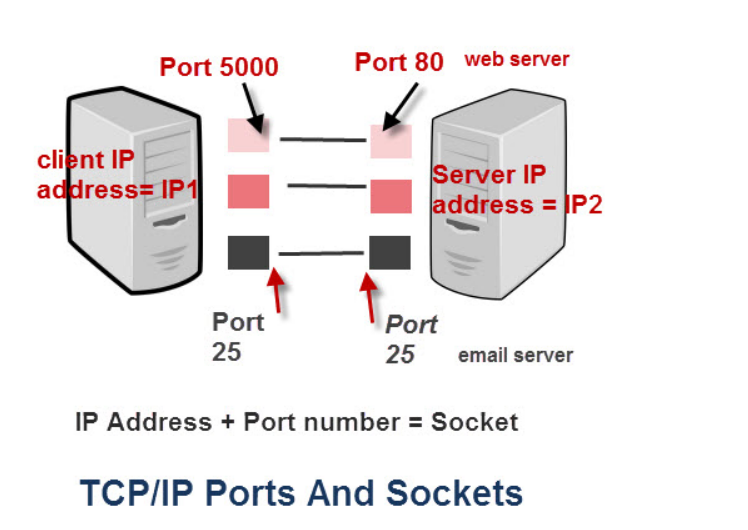 Port 5000
Port 80
web server
client IP
address= IP1
Server IP
address = IP2
Port
25
Port
25
email server
IP Address + Port number = Socket
TCP/IP Ports And Sockets